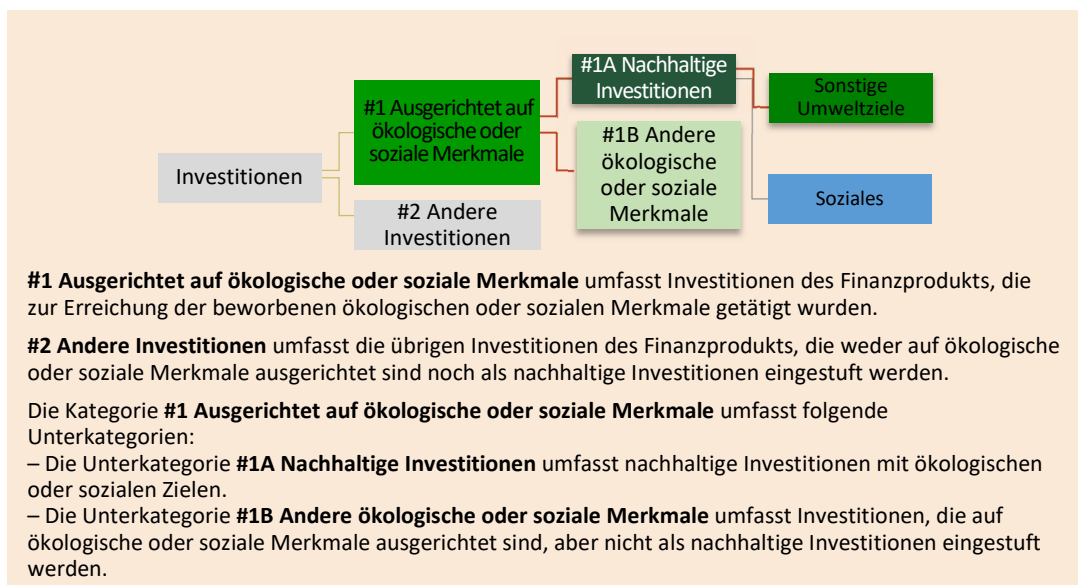 #1A Nachhaltige
Investitionen
Sonstige
Umweltziele
#1 Ausgerichtet auf
ökologische oder
soziale Merkmale
#1B Andere
ökologische
oder soziale
Merkmale
Investitionen
Soziales
#2 Andere
Investitionen
#1 Ausgerichtet auf ökologische oder soziale Merkmale umfasst Investitionen des Finanzprodukts, die
zur Erreichung der beworbenen ökologischen oder sozialen Merkmale getätigt wurden.
#2 Andere Investitionen umfasst die übrigen Investitionen des Finanzprodukts, die weder auf ökologische
oder soziale Merkmale ausgerichtet sind noch als nachhaltige Investitionen eingestuft werden.
Die Kategorie #1 Ausgerichtet auf ökologische oder soziale Merkmale umfasst folgende
Unterkategorien:
– Die Unterkategorie #1A Nachhaltige Investitionen umfasst nachhaltige Investitionen mit ökologischen
oder sozialen Zielen.
– Die Unterkategorie #1B Andere ökologische oder soziale Merkmale umfasst Investitionen, die auf
ökologische oder soziale Merkmale ausgerichtet sind, aber nicht als nachhaltige Investitionen eingestuft
werden.